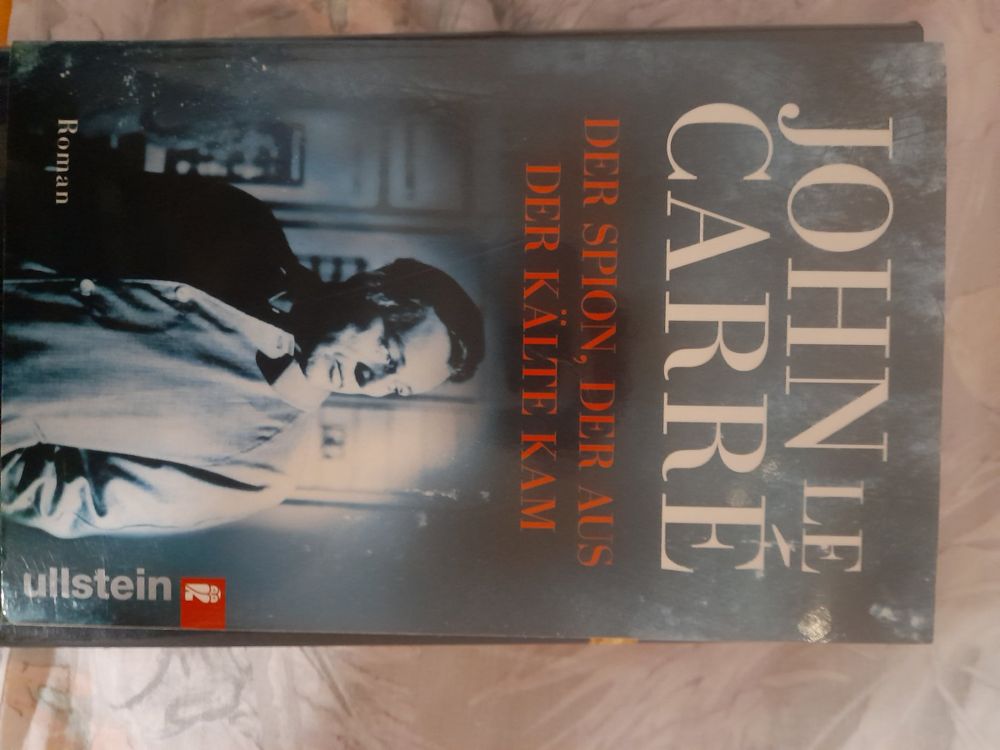 JOHN LE
CARRÉ
DER SPION, DER AUS
DER KÄLTE KAM
Roman
ullstein